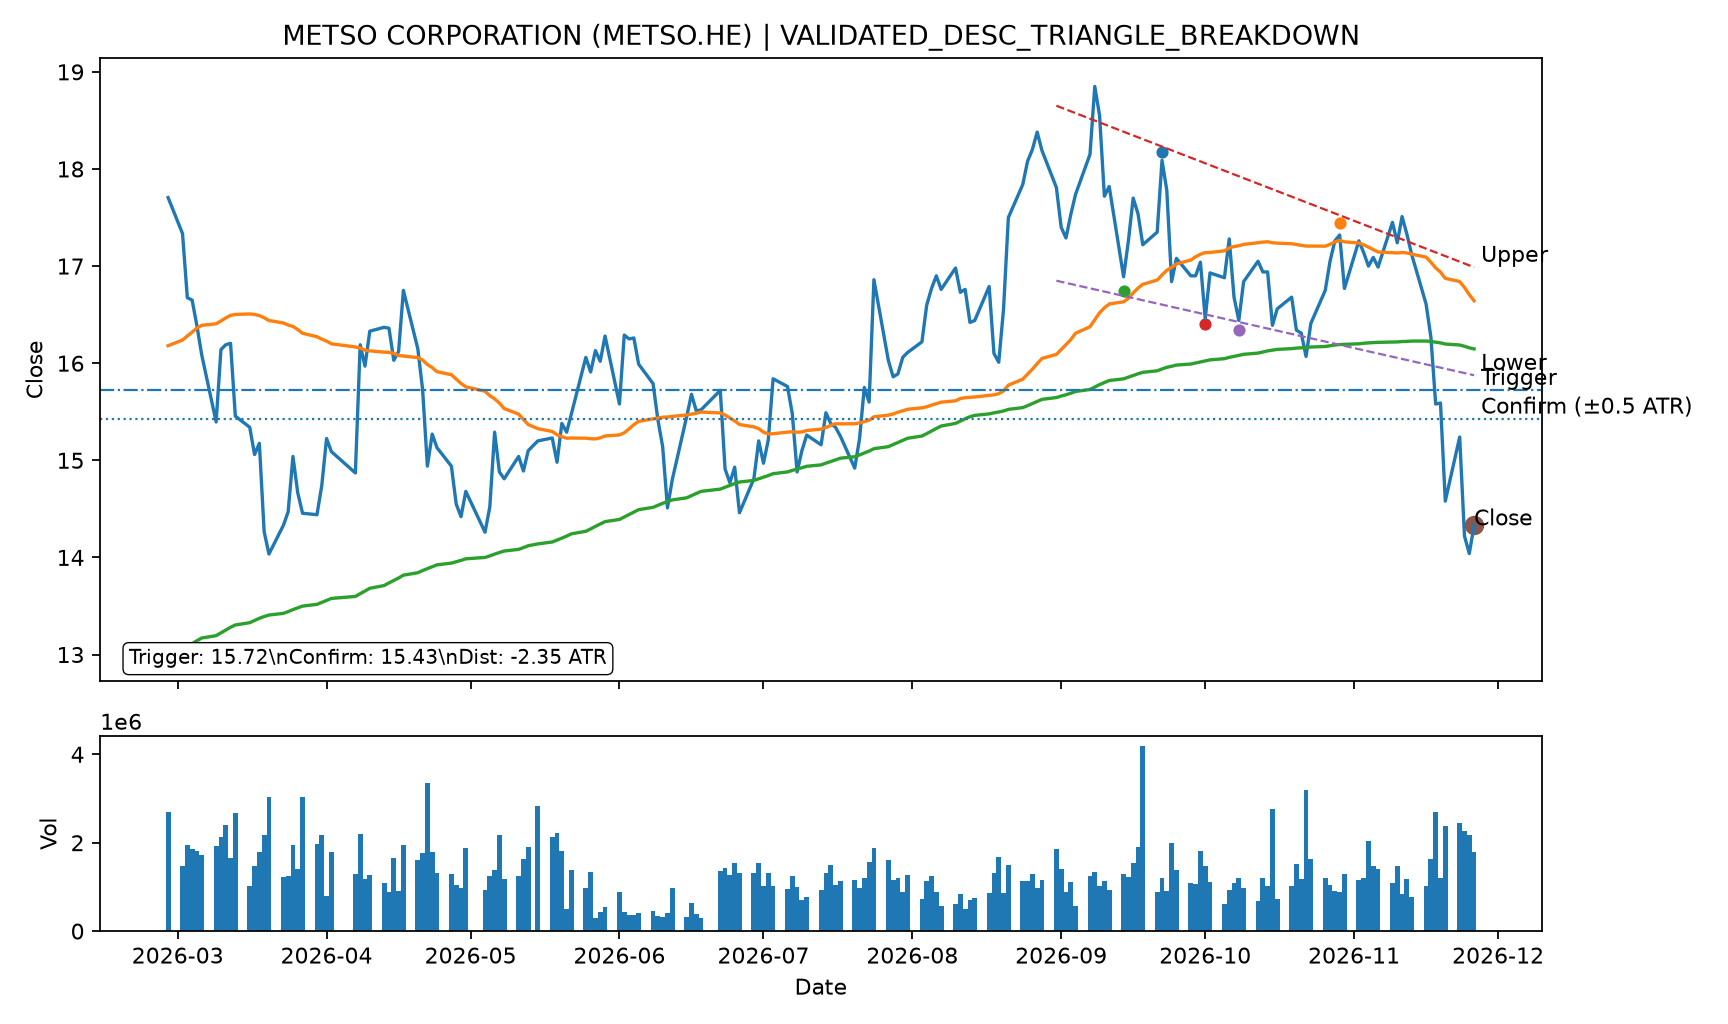 METSO CORPORATION (METSO.HE) | VALIDATED_DESC_TRIANGLE_BREAKDOWN
19
18
17
16
15
14
13
Close
Upper
Lower
Trigger
Confirm (±0.5 ATR)
Close
Trigger: 15.72\nConfirm: 15.43\nDist: -2.35 ATR
1e6
4
2
0
Vol
2026-03
2026-04
2026-05
2026-06
2026-07
2026-08
2026-09
2026-10
2026-11
2026-12
Date